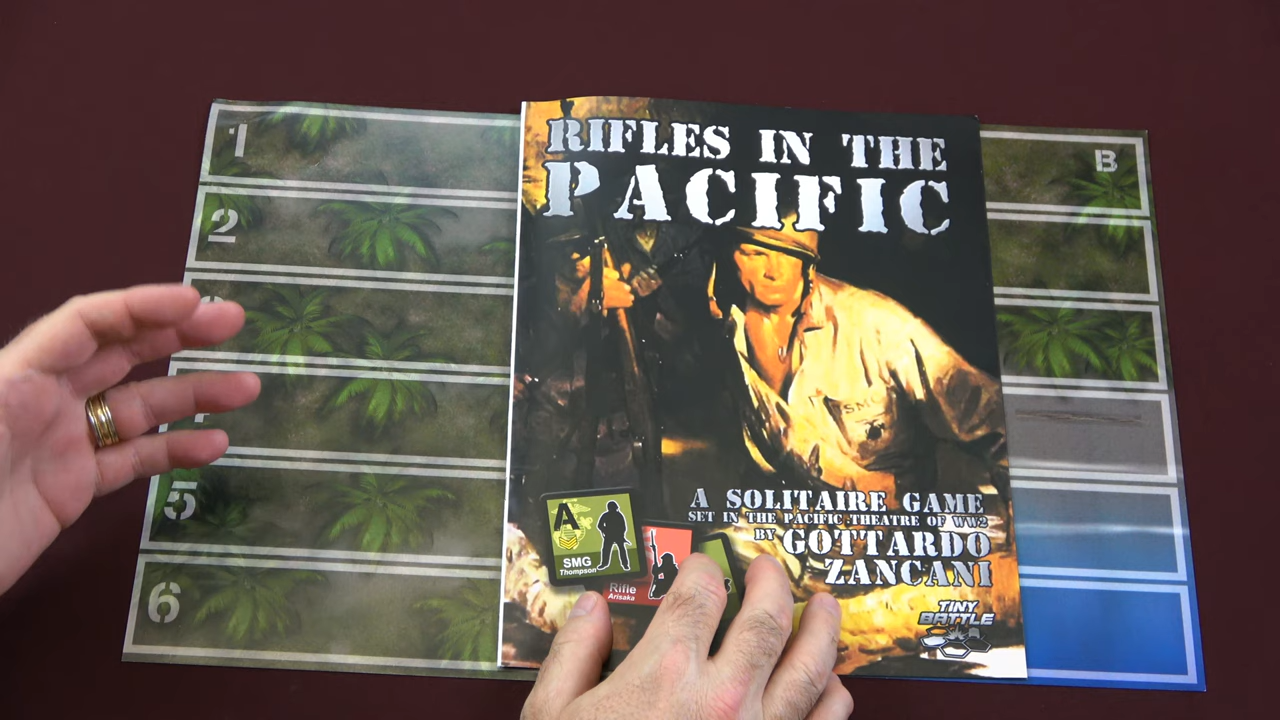 1
B
2
5
6
RIFLES IN THE
PACIFIC
USMC
A SOLITAIRE GAME
SET IN THE PACIFIC THEATRE OF WW2
BY GOTTARDO
ZANCANI
A
SMG
Thompson
Rifle
Arisaka
TINY
BATTLE